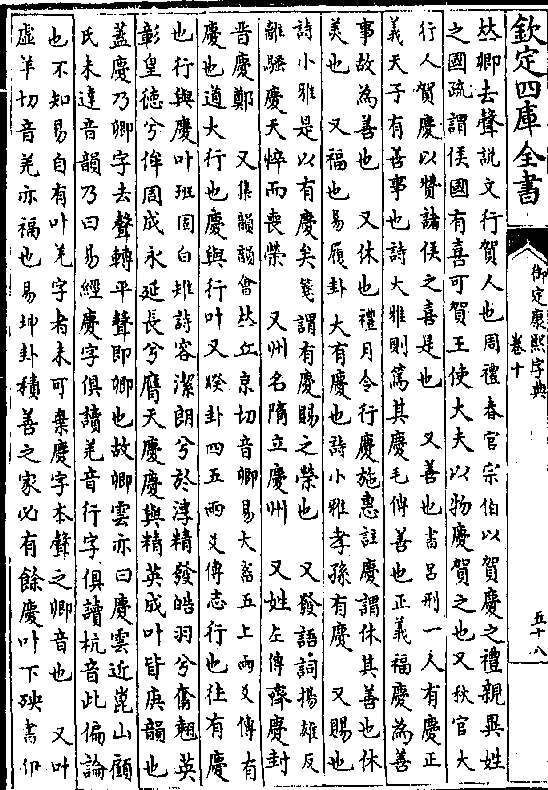 欽定四庫全書
御定康熙字典
卷十
五十八
𠀤卿去聲說文行賀人也周禮春官宗伯以賀慶之禮親異姓
之國疏謂侯國有喜可賀王使大夫以物慶賀之也又秋官大
行人賀慶以贊諸侯之喜是也　又善也書呂刑一人有慶正
義天子有善事也詩大雅則篤其慶毛傳善也正義福慶為善
事故為善也　又休也禮月令行慶施惠註慶謂休其善也休
美也　又福也易履卦大有慶也詩小雅孝孫有慶　又賜也
詩小雅是以有慶矣箋謂有慶賜之榮也　又發語詞揚雄反
離騷慶夭悴而喪榮　又州名隋立慶州　又姓左傳齊慶封
晉慶鄭　又集韻韻會𠀤丘京切音卿易大畜五上兩爻傳有
慶也道大行也慶與行叶又睽卦四五兩爻傳志行也往有慶
也行與慶叶班固白雉詩容潔朗兮於淳精發皓羽兮奮翹英
彰皇德兮侔周成永延長兮膺天慶慶與精英成叶皆庚韻也
蓋慶乃卿字去聲轉平聲即卿也故卿雲亦曰慶雲近崑山顧
氏未達音韻乃曰易經慶字俱讀羌音行字俱讀杭音此偏論
也不知易自有叶羌字者未可棄慶字本聲之卿音也　又叶
虛羊切音羌亦福也易坤卦積善之家必有餘慶叶下殃書伊